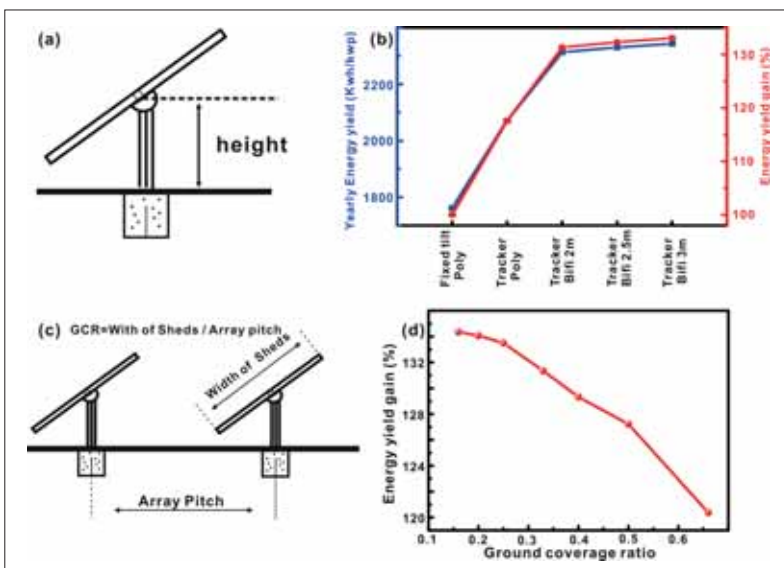 (a)
height
(b)
Yearly Energy yield (Kwh/kwp)
2200
2000
1800
Energy yield gain (%)
130
120
110
100
Fixed tilt
Poly
Tracker
Poly
Tracker
Bifi 2m
Tracker
Bifi 2.5m
Tracker
Bifi 3m
(c) GCR=With of Sheds / Array pitch
Width of Sheds
Array Pitch
(d)
Energy yield gain (%)
132
128
124
120
0.1 0.2 0.3 0.4 0.5 0.6
Ground coverage ratio